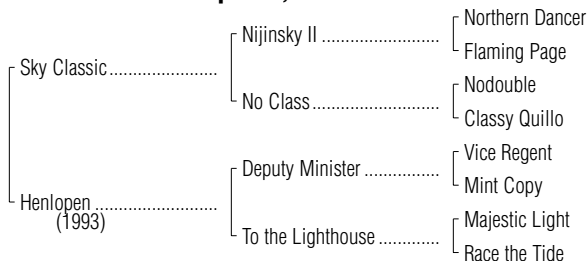 Sky Classic
Henlopen
(1993)
Nijinsky II
No Class
Deputy Minister
To the Lighthouse
Northern Dancer
Flaming Page
Nodouble
Classy Quillo
Vice Regent
Mint Copy
Majestic Light
Race the Tide